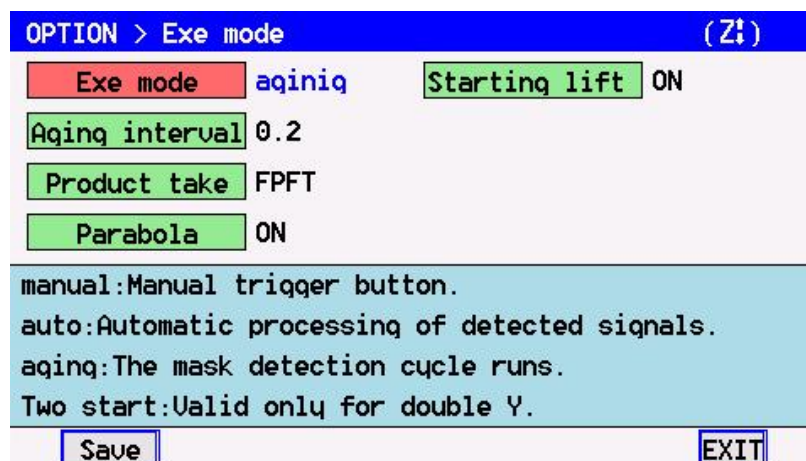 OPTION > Exe mode (Z↕)
Exe mode aqiniq Starting lift ON
Aging interval 0.2
Product take FPFT
Parabola ON
manual:Manual trigger button.
auto:Automatic processing of detected signals.
aging:The mask detection cycle runs.
Two start:Valid only for double Y.
Save EXIT